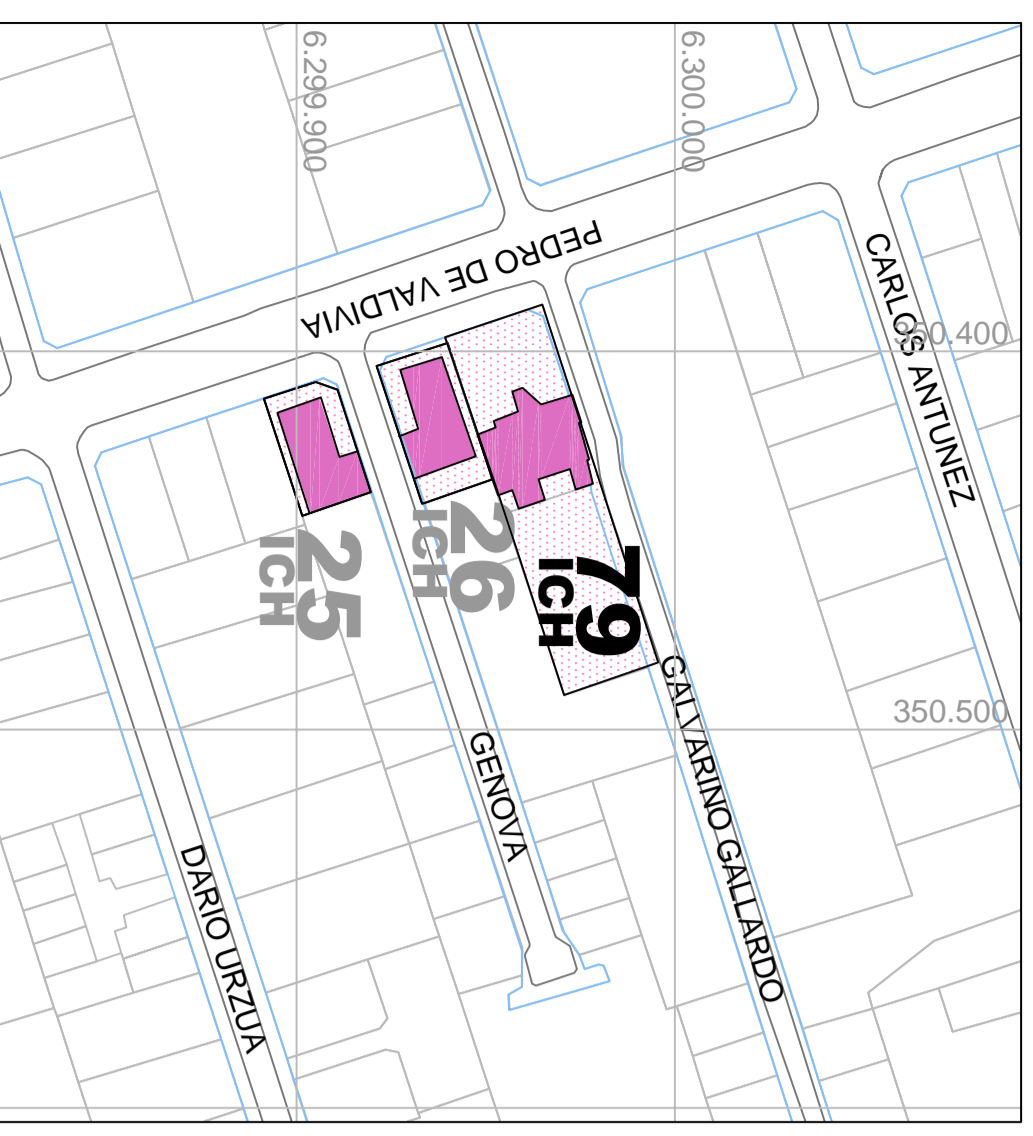 6.299.900
6.300.000
PEDRO DE VALDIVIA
CARLOS ANTUNEZ
350.400
25
ICH
26
ICH
79
ICH
350.500
GENOVA
GALVARINO GALLARDO
DARIO URZUA